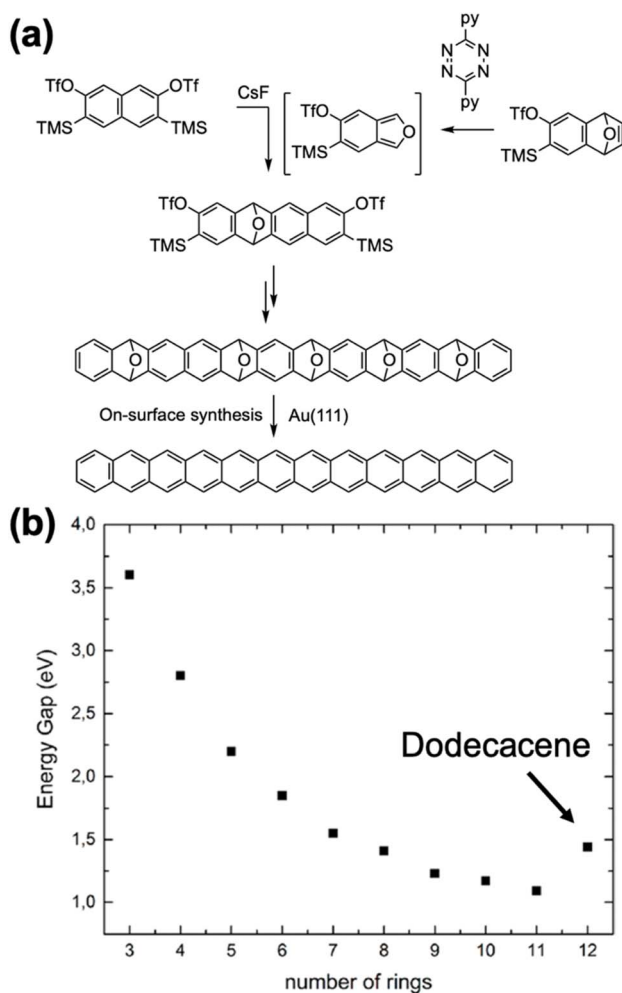 (a)
py
N N
N N
py
TfO OTf
TMS TMS
CsF
TfO
TMS
O
TfO
TMS
O
TfO OTf
TMS O TMS
O O O O O
On-surface synthesis Au(111)
(b)
4,0
3,5
3,0
2,5
2,0
1,5
1,0
Energy Gap (eV)
Dodecacene
3 4 5 6 7 8 9 10 11 12
number of rings